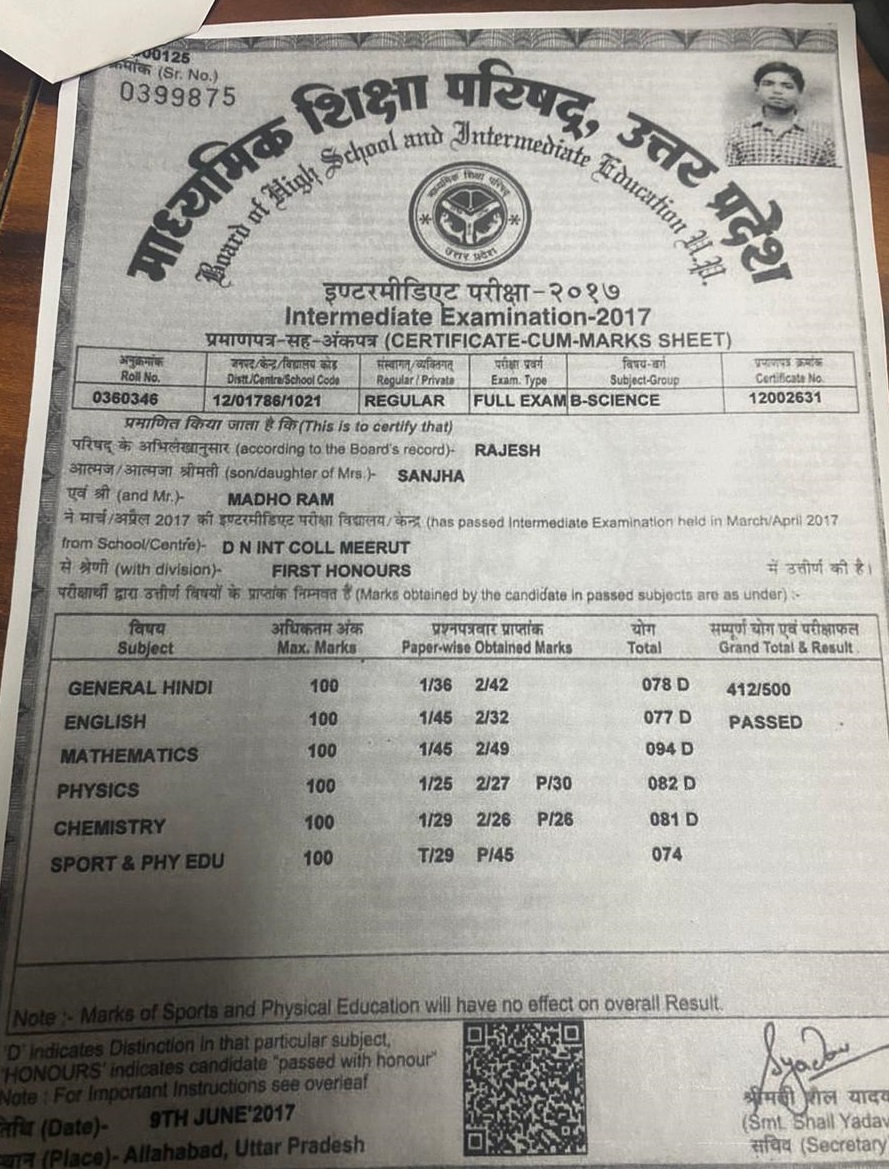 00125
क्रमांक (Sr. No.)
0399875
माध्यमिक शिक्षा परिषद्, उत्तर प्रदेश
Board of High School and Intermediate Education U.P.
माध्यमिक शिक्षा परिषद
उत्तर प्रदेश
इण्टरमीडिएट परीक्षा-२०१७
Intermediate Examination-2017
प्रमाणपत्र-सह-अंकपत्र (CERTIFICATE-CUM-MARKS SHEET)
अनुक्रमांक जनपद/केन्द्र/विद्यालय कोड संस्थागत/व्यक्तिगत परीक्षा प्रवर्ग विषय-वर्ग प्रमाणपत्र क्रमांक
Roll No. Distt./Centre/School Code Regular / Private Exam. Type Subject-Group Certificate No.
0360346 12/01786/1021 REGULAR FULL EXAM B-SCIENCE 12002631
प्रमाणित किया जाता है कि (This is to certify that)
परिषद् के अभिलेखानुसार (according to the Board's record)- RAJESH
आत्मज/आत्मजा श्रीमती (son/daughter of Mrs.)- SANJHA
एवं श्री (and Mr.)- MADHO RAM
ने मार्च/अप्रैल 2017 की इण्टरमीडिएट परीक्षा विद्यालय/केन्द्र (has passed Intermediate Examination held in March/April 2017
from School/Centre)- D N INT COLL MEERUT
से श्रेणी (with division)- FIRST HONOURS में उत्तीर्ण की है।
परीक्षार्थी द्वारा उत्तीर्ण विषयों के प्राप्तांक निम्नवत हैं (Marks obtained by the candidate in passed subjects are as under) :-
विषय अधिकतम अंक प्रश्नपत्रवार प्राप्तांक योग सम्पूर्ण योग एवं परीक्षाफल
Subject Max. Marks Paper-wise Obtained Marks Total Grand Total & Result
GENERAL HINDI 100 1/36 2/42 078 D 412/500
ENGLISH 100 1/45 2/32 077 D PASSED
MATHEMATICS 100 1/45 2/49 094 D
PHYSICS 100 1/25 2/27 P/30 082 D
CHEMISTRY 100 1/29 2/26 P/26 081 D
SPORT & PHY EDU 100 T/29 P/45 074
Note :- Marks of Sports and Physical Education will have no effect on overall Result.
'D' indicates Distinction in that particular subject,
'HONOURS' indicates candidate "passed with honour"
Note : For Important Instructions see overleaf
तिथि (Date)- 9TH JUNE'2017
स्थान (Place)- Allahabad, Uttar Pradesh
Syadav
श्रीमती शैल यादव
(Smt. Shail Yadav
सचिव (Secretary